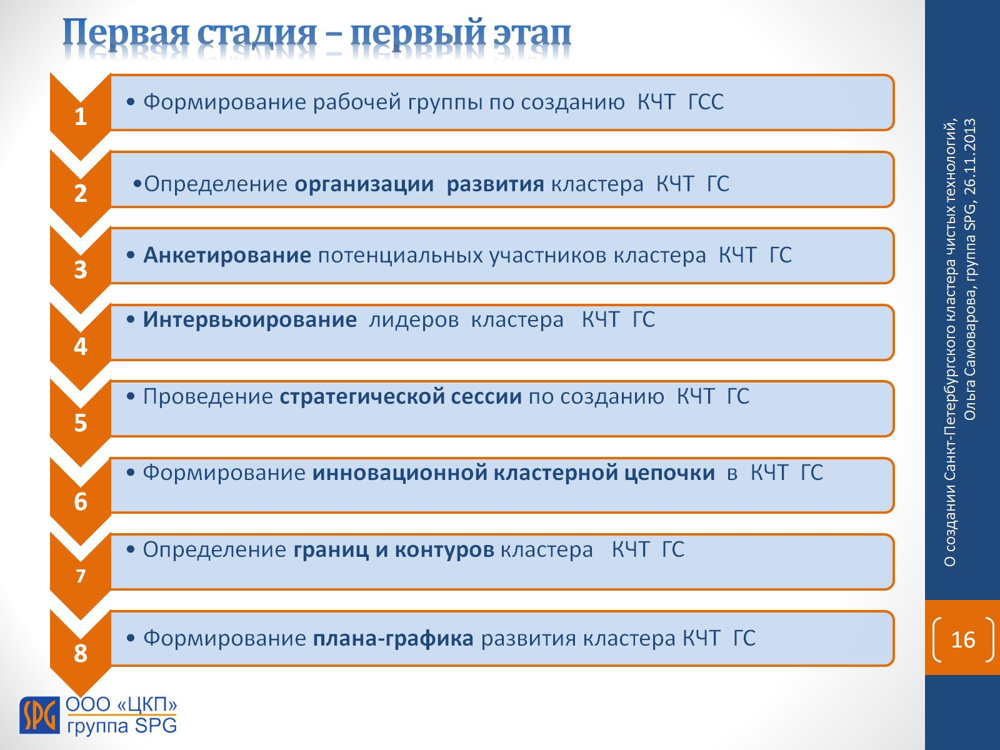 Первая стадия – первый этап
1
• Формирование рабочей группы по созданию КЧТ ГСС
2
•Определение организации развития кластера КЧТ ГС
3
• Анкетирование потенциальных участников кластера КЧТ ГС
4
• Интервьюирование лидеров кластера КЧТ ГС
5
• Проведение стратегической сессии по созданию КЧТ ГС
6
• Формирование инновационной кластерной цепочки в КЧТ ГС
7
• Определение границ и контуров кластера КЧТ ГС
8
• Формирование плана-графика развития кластера КЧТ ГС
О создании Санкт-Петербургского кластера чистых технологий,
Ольга Самоварова, группа SPG, 26.11.2013
16
SPG
ООО «ЦКП»
группа SPG